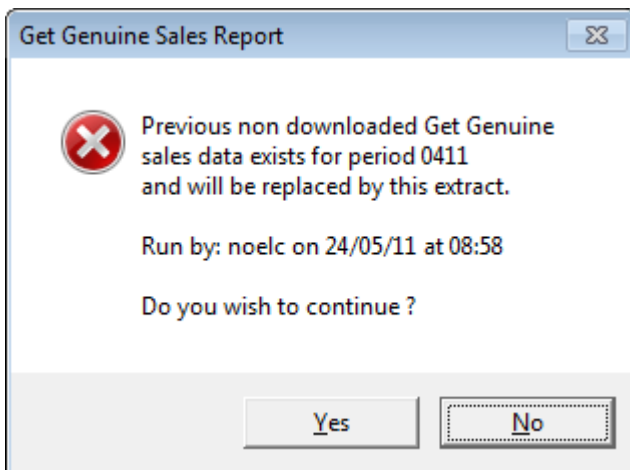 Get Genuine Sales Report
Previous non downloaded Get Genuine
sales data exists for period 0411
and will be replaced by this extract.
Run by: noelc on 24/05/11 at 08:58
Do you wish to continue ?
Yes
No